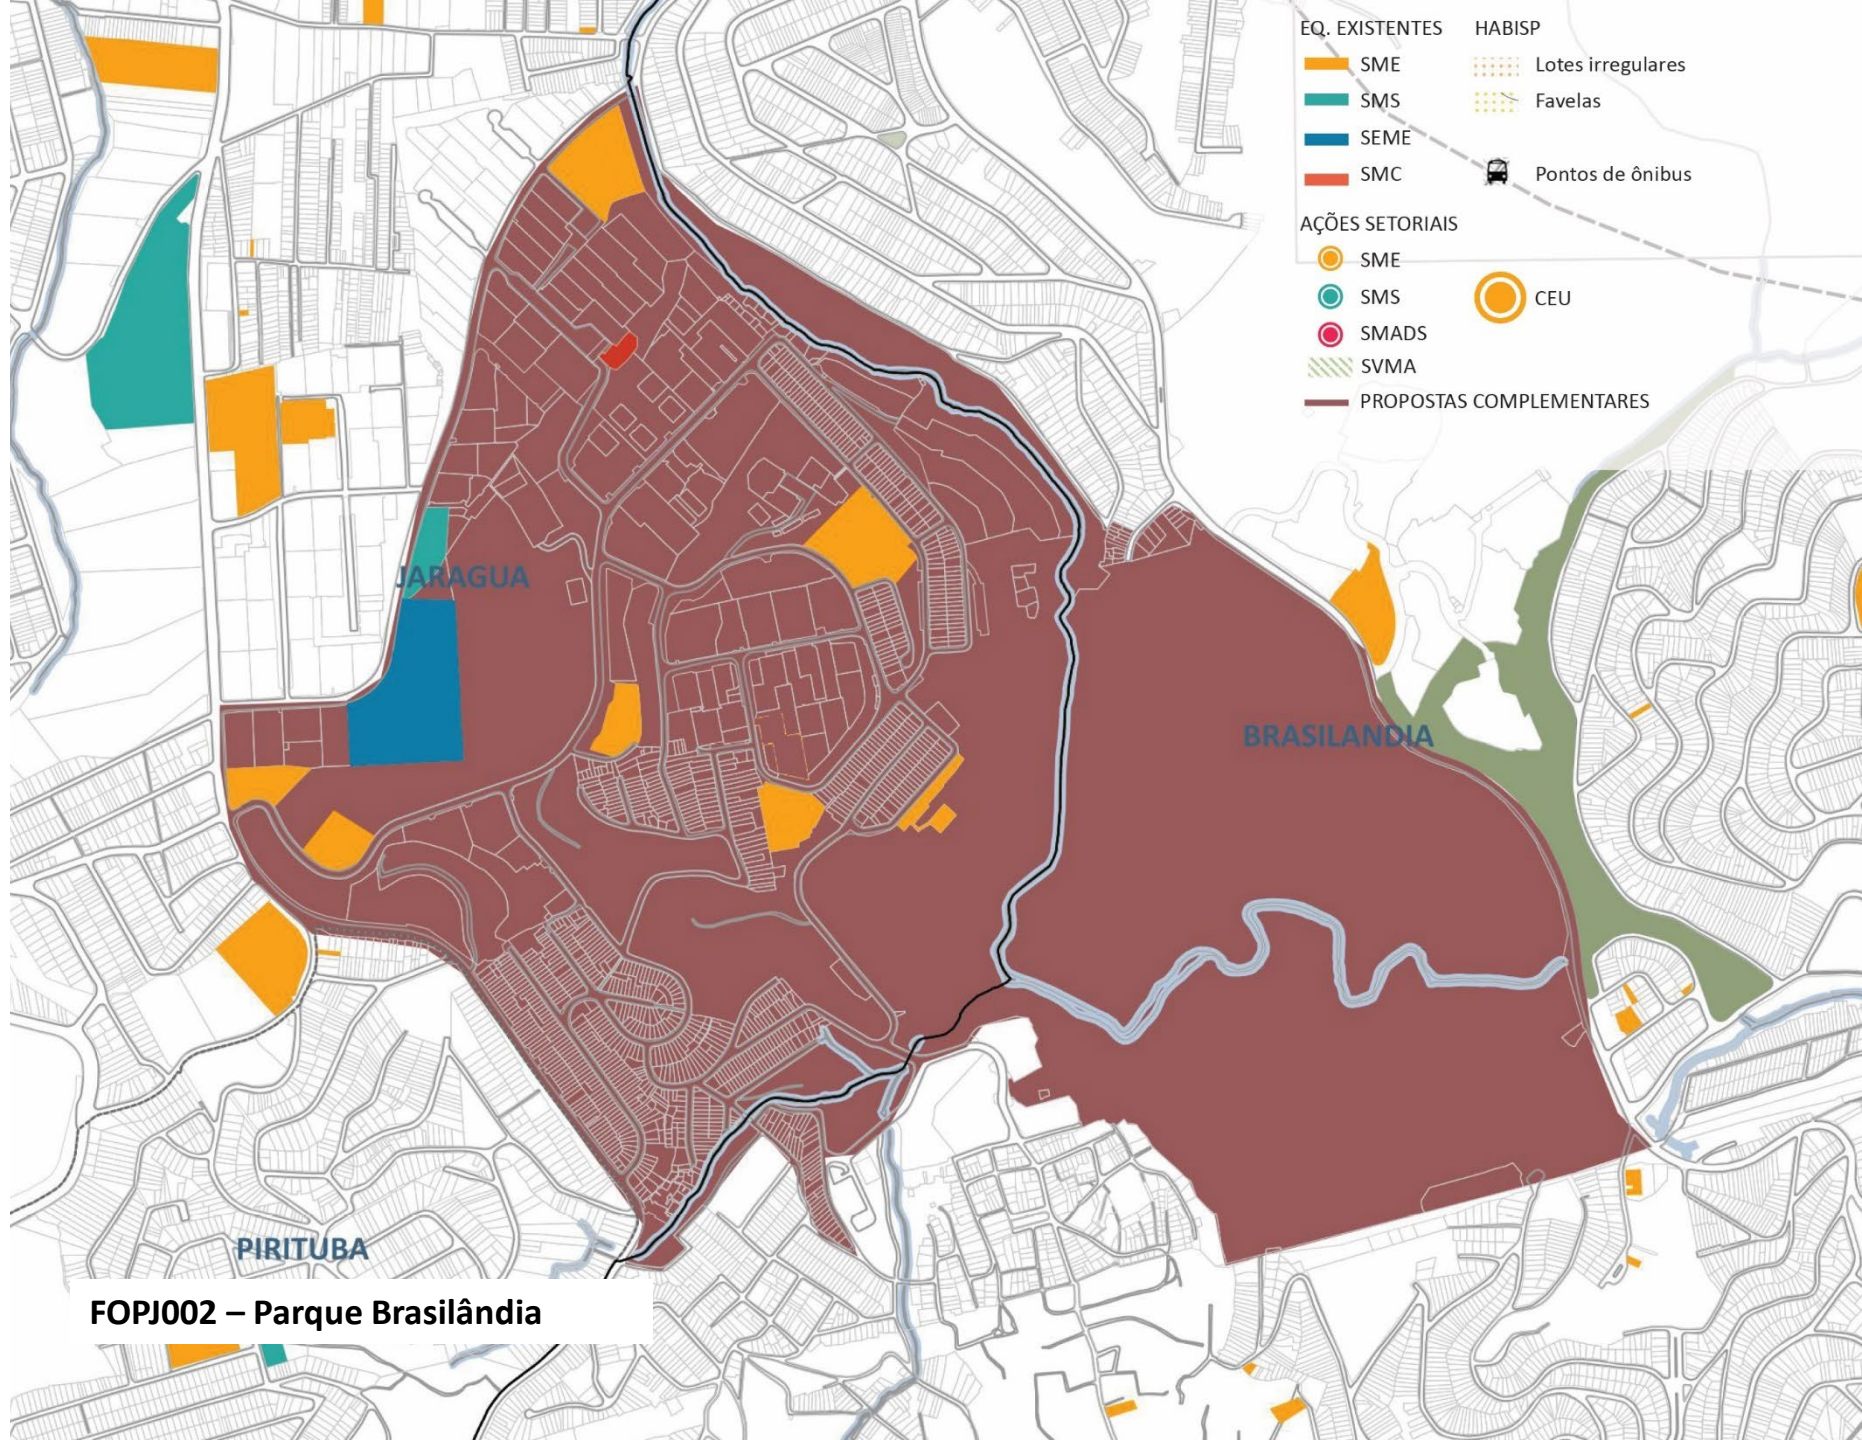 EQ. EXISTENTES
SME
SMS
SEME
SMC
HABISP
Lotes irregulares
Favelas
Pontos de ônibus
AÇÕES SETORIAIS
SME
SMS
SMADS
SVMA
PROPOSTAS COMPLEMENTARES
CEU
JARAGUA
BRASILANDIA
PIRITUBA
FOPJ002 – Parque Brasilândia